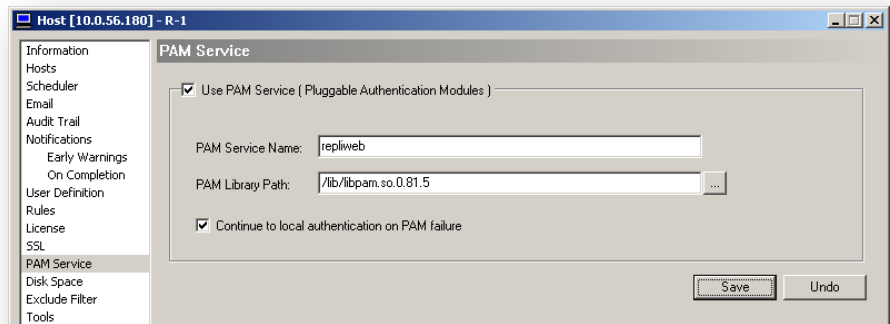 Host [10.0.56.180] - R-1
Information
Hosts
Scheduler
Email
Audit Trail
Notifications
Early Warnings
On Completion
User Definition
Rules
License
SSL
PAM Service
Disk Space
Exclude Filter
Tools
PAM Service
Use PAM Service ( Pluggable Authentication Modules )
PAM Service Name: repliweb
PAM Library Path: /lib/libpam.so.0.81.5 ...
Continue to local authentication on PAM failure
Save Undo